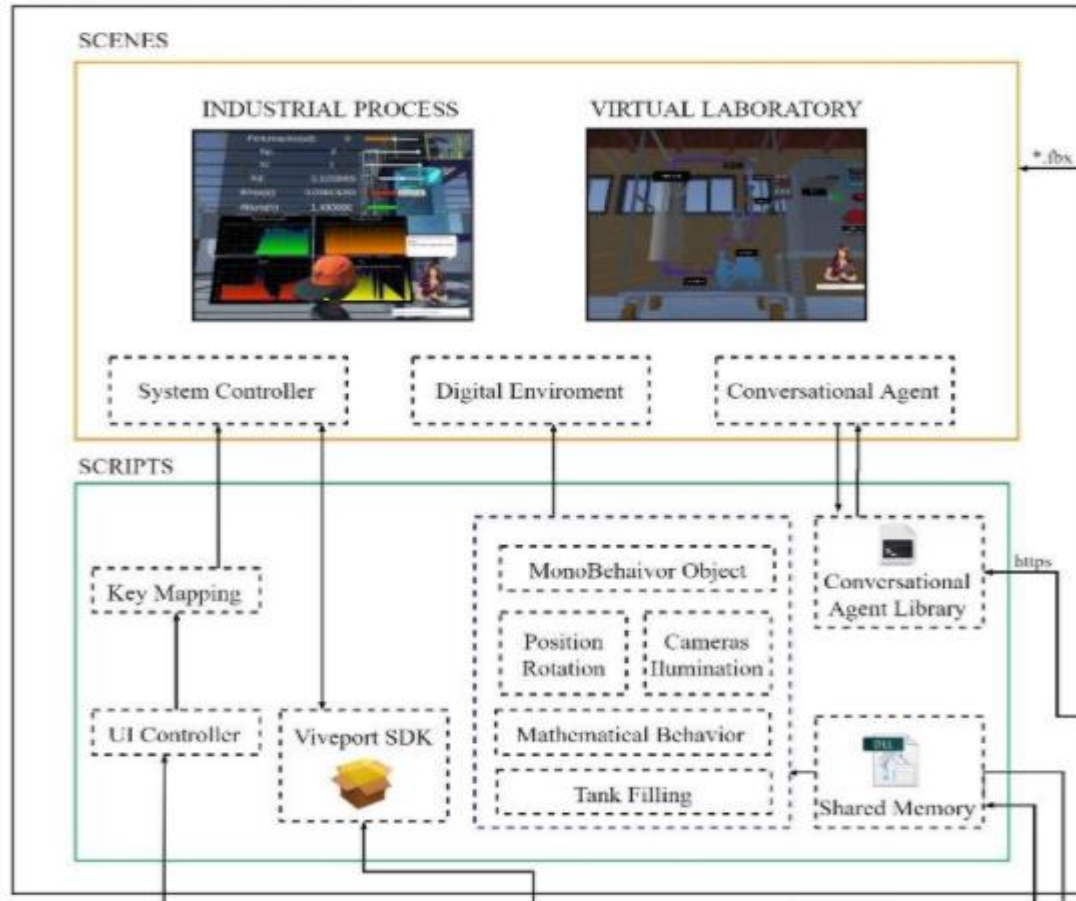 SCENES
INDUSTRIAL PROCESS
VIRTUAL LABORATORY
*.fbx
System Controller
Digital Enviroment
Conversational Agent
SCRIPTS
Key Mapping
UI Controller
Viveport SDK
MonoBehaivor Object
Position
Rotation
Cameras
Ilumination
Mathematical Behavior
Tank Filling
Conversational
Agent Library
https
DLL
Shared Memory